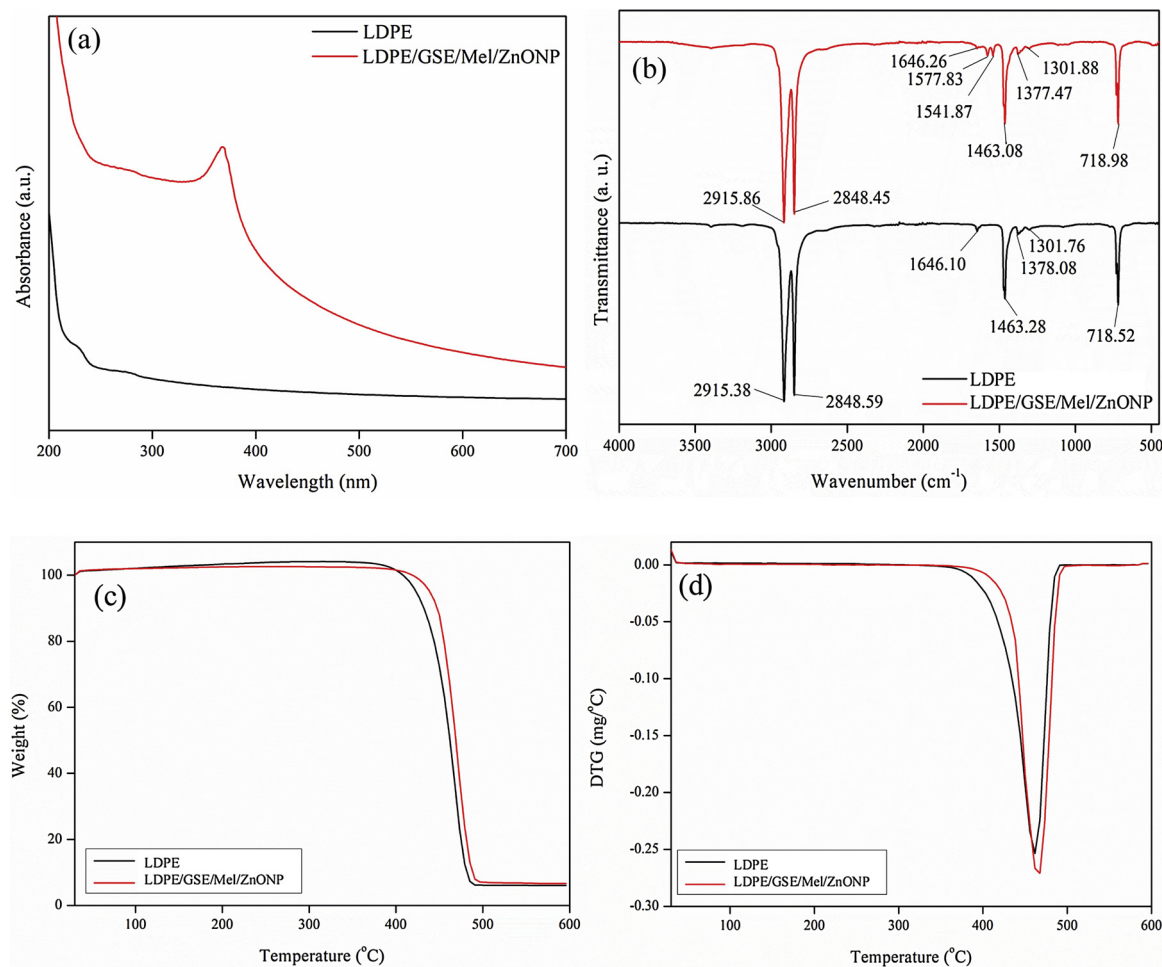 (a)
LDPE
LDPE/GSE/Mel/ZnONP
Absorbance (a.u.)
200 300 400 500 600 700
Wavelength (nm)
(b)
1646.26
1577.83
1541.87
1463.08
1377.47
1301.88
718.98
2915.86
2848.45
1646.10
1463.28
1378.08
1301.76
718.52
2915.38
2848.59
LDPE
LDPE/GSE/Mel/ZnONP
Transmittance (a. u.)
4000 3500 3000 2500 2000 1500 1000 500
Wavenumber (cm-1)
(c)
100
80
60
40
20
0
Weight (%)
LDPE
LDPE/GSE/Mel/ZnONP
100 200 300 400 500 600
Temperature (°C)
(d)
0.00
-0.05
-0.10
-0.15
-0.20
-0.25
-0.30
DTG (mg/°C)
LDPE
LDPE/GSE/Mel/ZnONP
100 200 300 400 500 600
Temperature (°C)